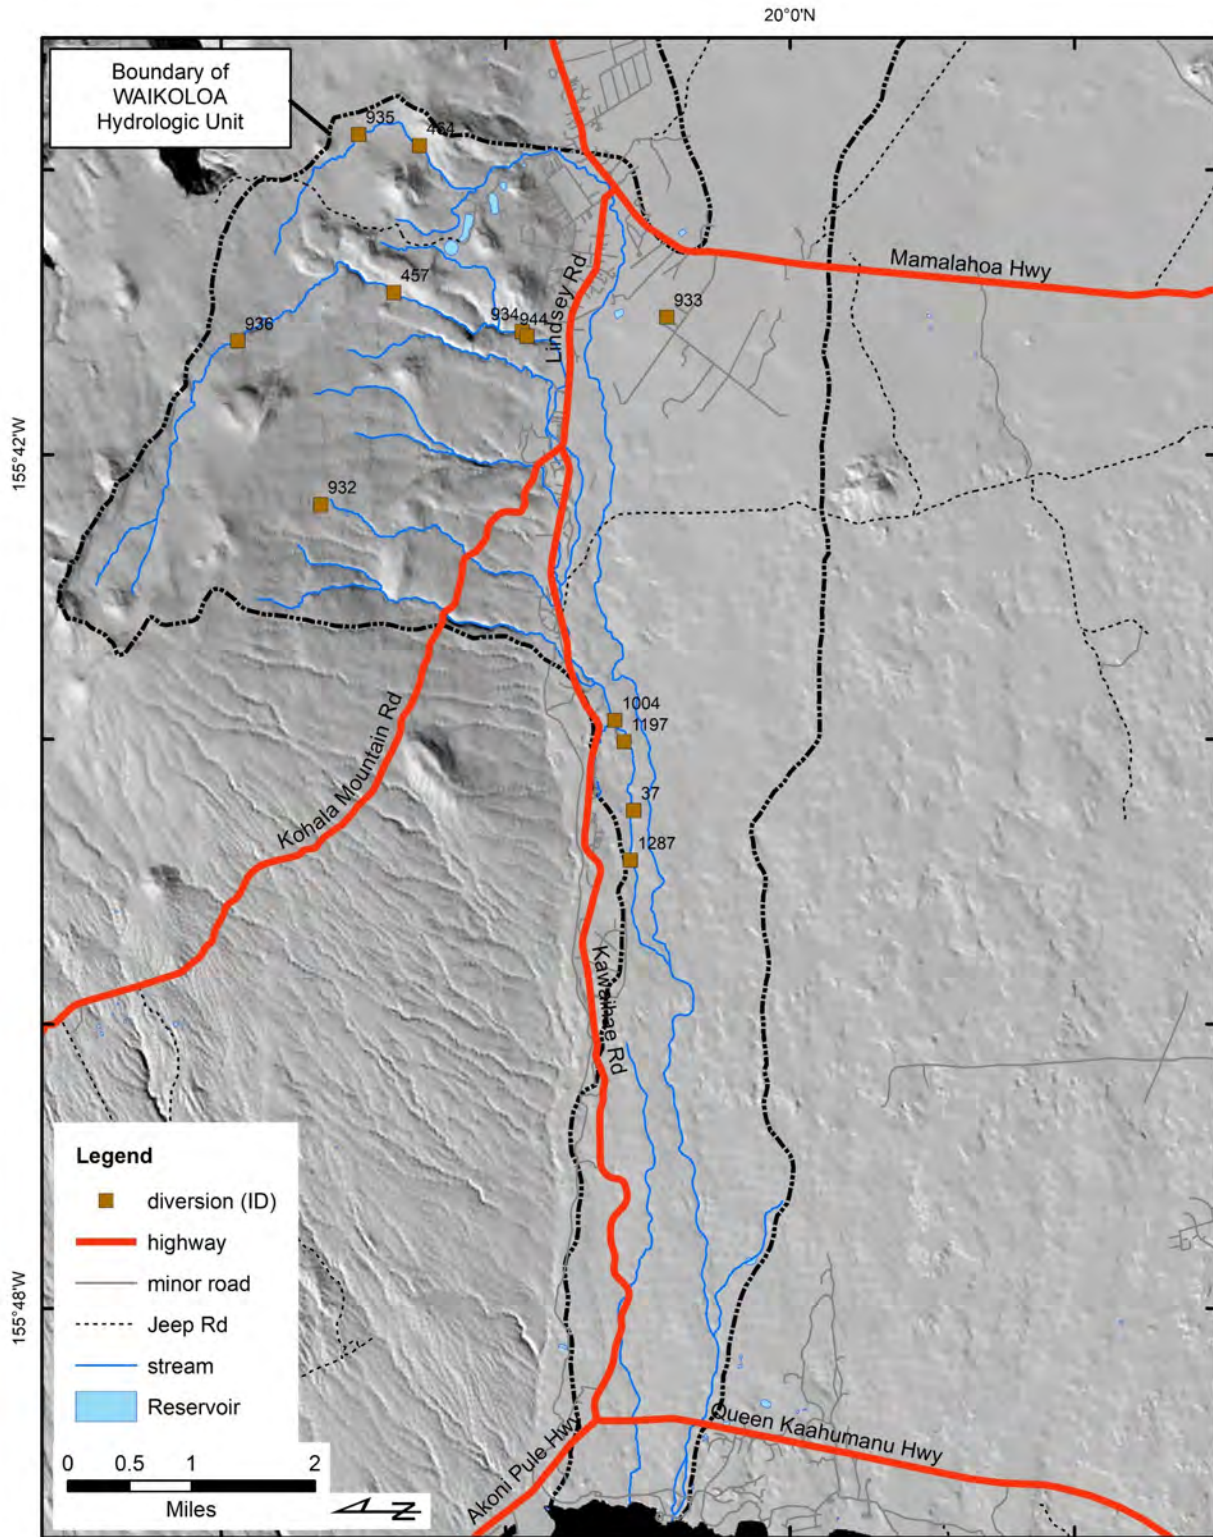 20°0'N
Boundary of
WAIKOLOA
Hydrologic Unit
935
464
Mamalahoa Hwy
457
933
934
944
Lindsey Rd
936
155°42'W
932
1004
1197
Kohala Mountain Rd
37
1287
Kawaihae Rd
Legend
diversion (ID)
highway
minor road
Jeep Rd
stream
Reservoir
155°48'W
Queen Kaahumanu Hwy
Akoni Pule Hwy
0 0.5 1 2
Miles
N